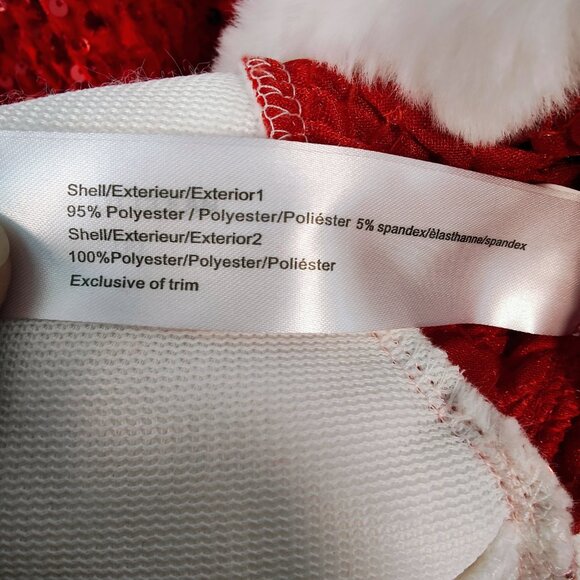 Shell/Exterieur/Exterior1
95% Polyester / Polyester/Poliéster 5% spandex/èlasthanne/spandex
Shell/Exterieur/Exterior2
100%Polyester/Polyester/Poliéster
Exclusive of trim